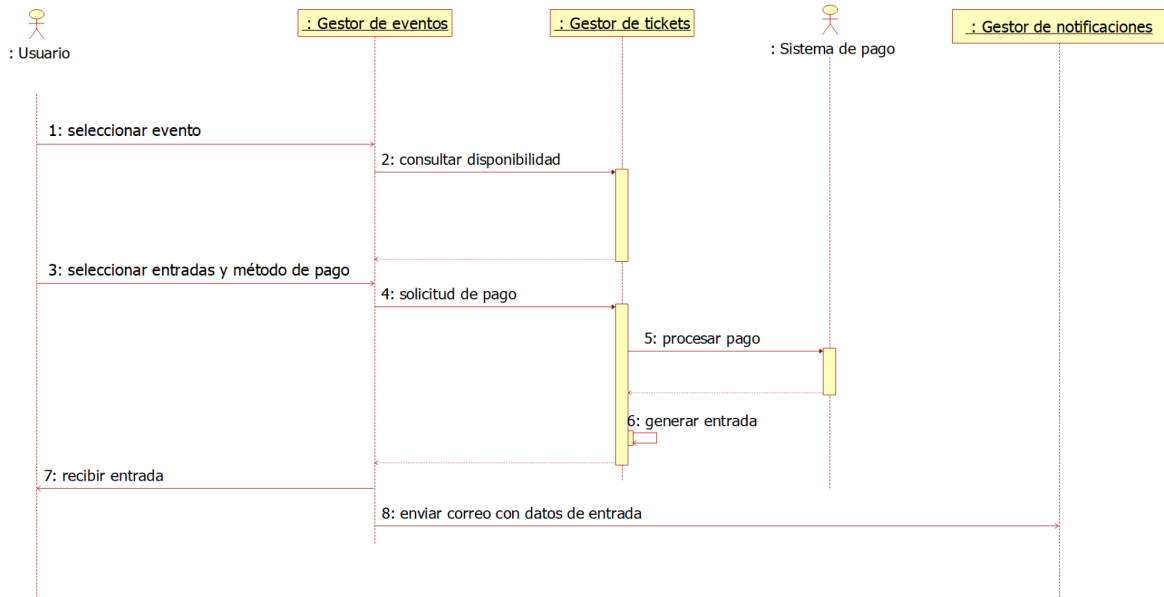 : Gestor de eventos
: Gestor de tickets
: Gestor de notificaciones
: Usuario
: Sistema de pago
1: seleccionar evento
2: consultar disponibilidad
3: seleccionar entradas y método de pago
4: solicitud de pago
5: procesar pago
6: generar entrada
7: recibir entrada
8: enviar correo con datos de entrada